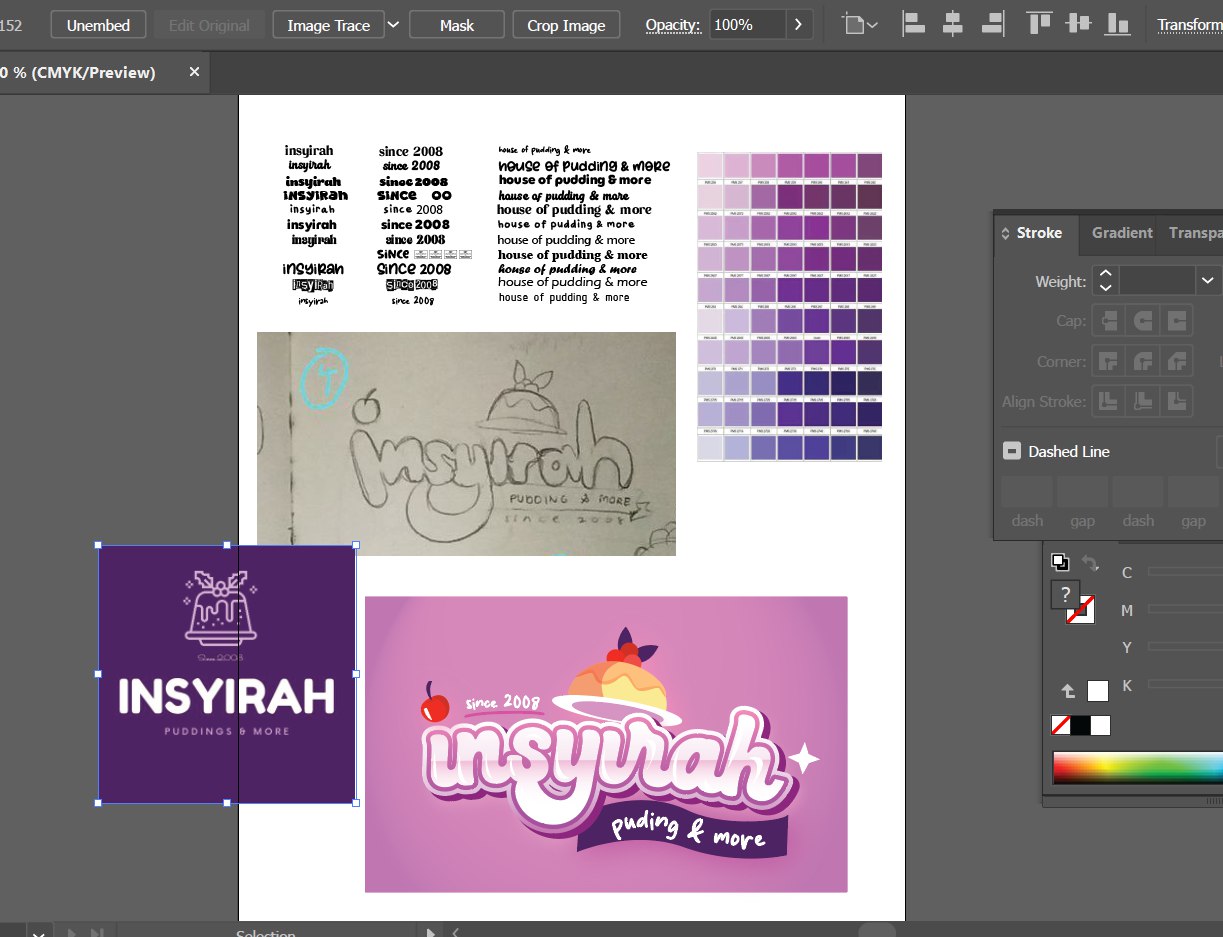 152
Unembed
Edit Original
Image Trace
Mask
Crop Image
Opacity:
100%
Transform
0 % (CMYK/Preview)
insyirah
insyirah
insyirah
insyirah
insyirah
insyirah
insyirah
insyirah
insyirah
insyirah
since 2008
since 2008
since 2008
since 00
since 2008
since 2008
since 2008
since
since 2008
since 2008
since 2008
house of pudding & more
house of pudding & more
house of pudding & more
house of pudding & more
house of pudding & more
house of pudding & more
house of pudding & more
house of pudding & more
house of pudding & more
house of pudding & more
house of pudding & more
insyirah
PUDDING & MORE
since 2008
Since 2008
INSYIRAH
PUDDINGS & MORE
since 2008
insyirah
puding & more
Stroke
Gradient
Transpa
Weight:
Cap:
Corner:
Align Stroke:
Dashed Line
dash
gap
dash
gap
?
C
M
Y
K
Selection